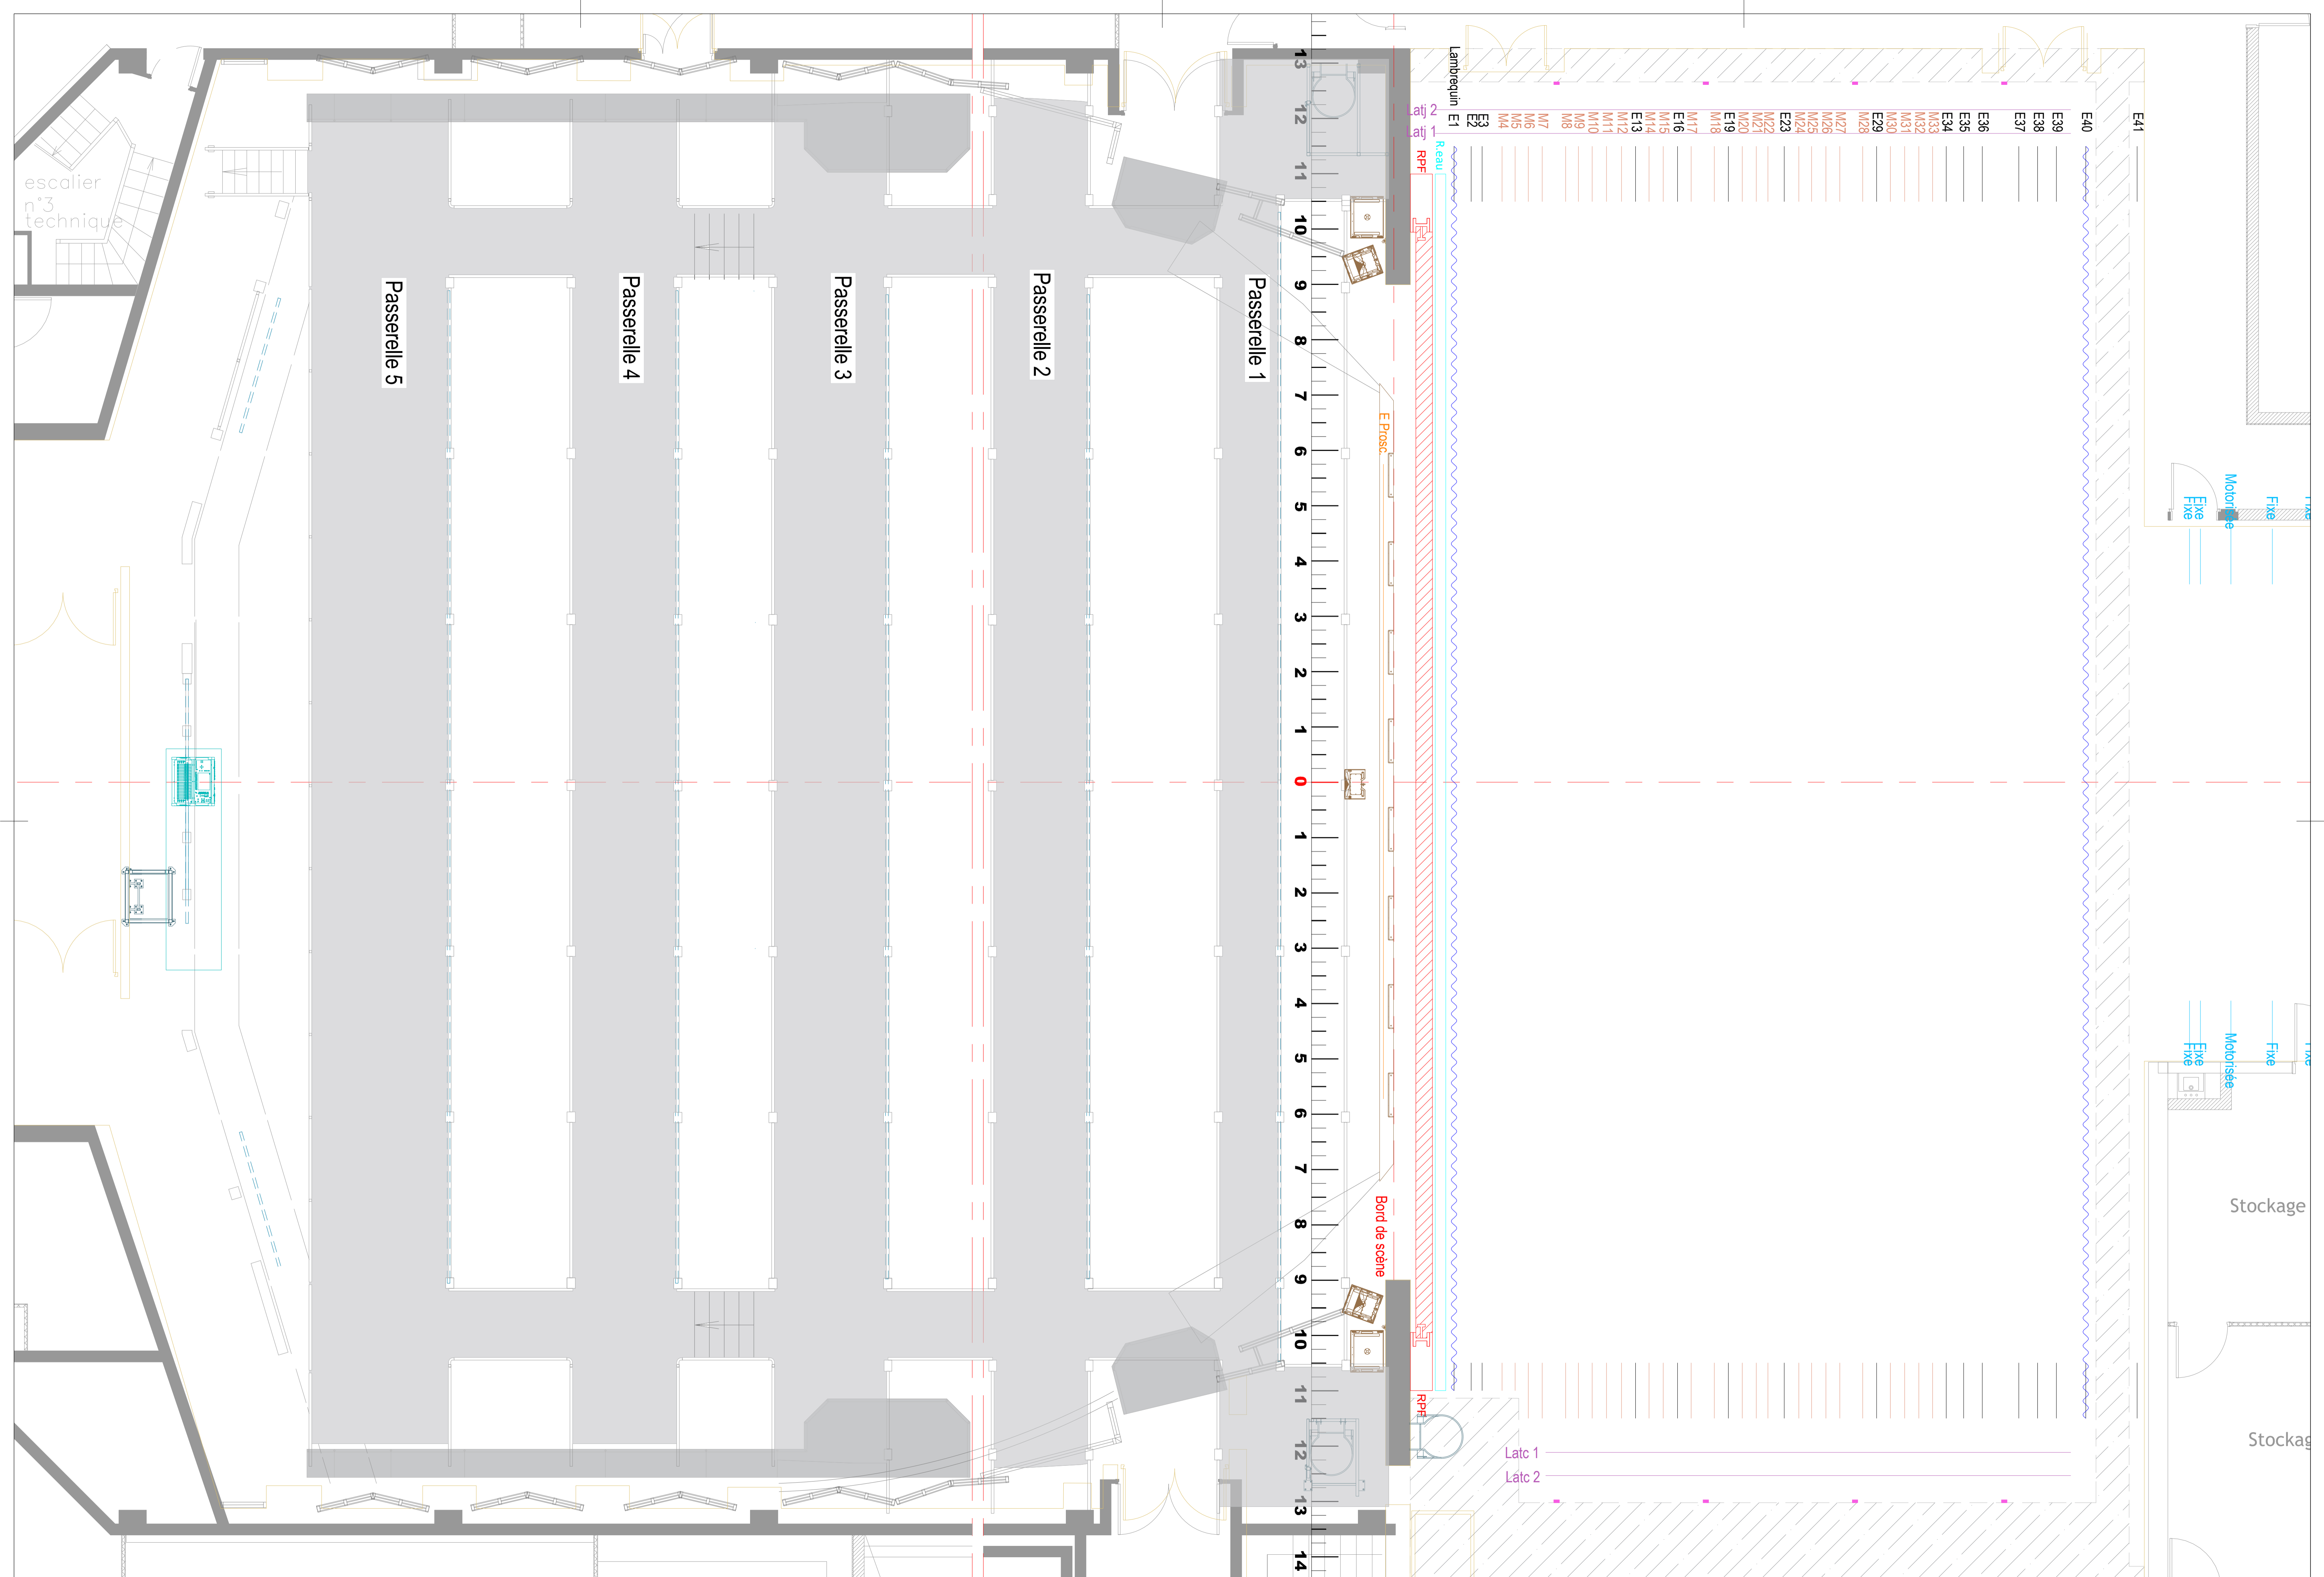 Lambrequin
Latj 2
Latj 1
R.eau
RPF
E1
E2
E3
M4
M5
M6
M7
M8
M9
M10
M11
M12
E13
M14
M15
E16
M17
M18
E19
M20
M21
M22
E23
M24
M25
M26
M27
M28
E29
M30
M31
M32
M33
E34
E35
E36
E37
E38
E39
E40
E41
escalier
n°3
technique
Passerelle 5
Passerelle 4
Passerelle 3
Passerelle 2
Passerelle 1
13
12
11
10
9
8
7
6
5
4
3
2
1
0
1
2
3
4
5
6
7
8
9
10
11
12
13
14
E Prosc.
Bord de scène
RPF
Fixe
Fixe
Motorisée
Fixe
Fixe
Fixe
Motorisée
Fixe
Stockage
Latc 1
Latc 2